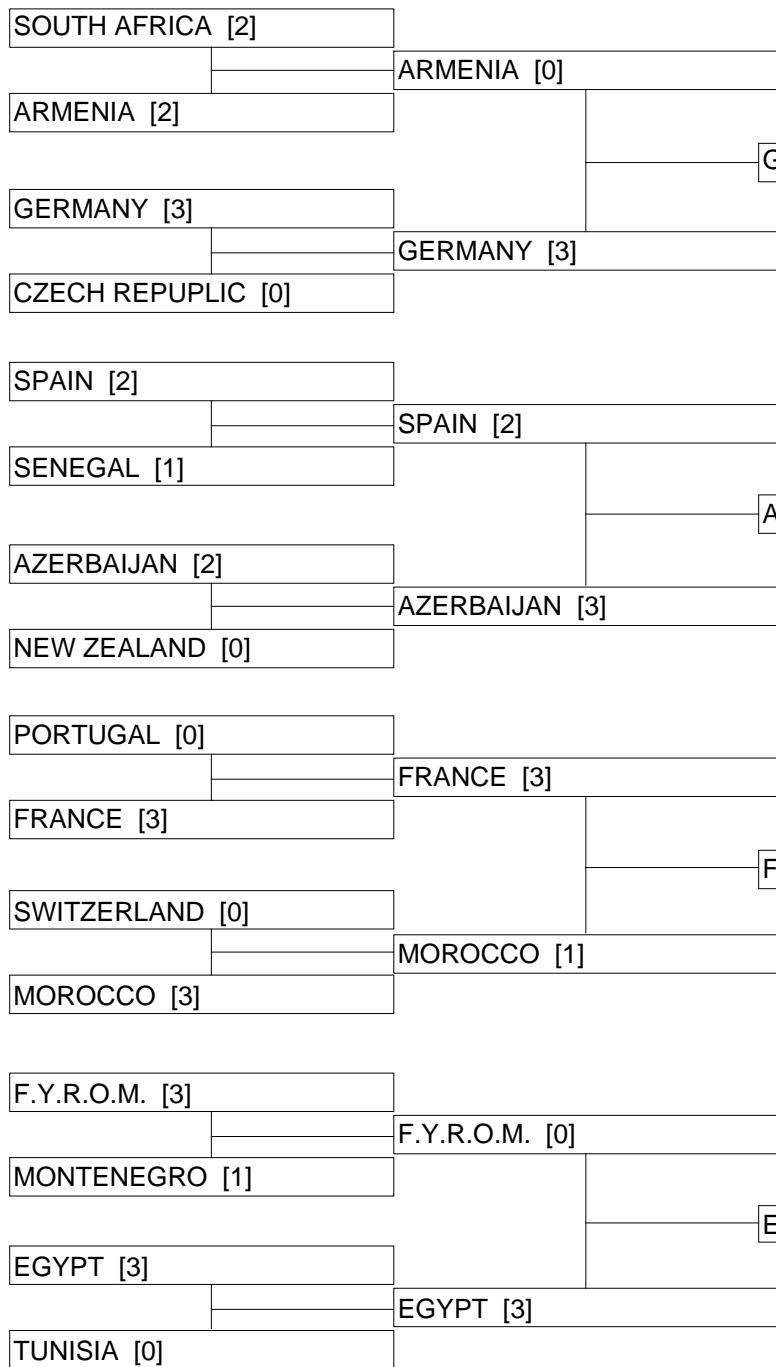 SOUTH AFRICA [2]
ARMENIA [0]
ARMENIA [2]
G
GERMANY [3]
GERMANY [3]
CZECH REPUPLIC [0]
SPAIN [2]
SPAIN [2]
SENEGAL [1]
A
AZERBAIJAN [2]
AZERBAIJAN [3]
NEW ZEALAND [0]
PORTUGAL [0]
FRANCE [3]
FRANCE [3]
F
SWITZERLAND [0]
MOROCCO [1]
MOROCCO [3]
F.Y.R.O.M. [3]
F.Y.R.O.M. [0]
MONTENEGRO [1]
E
EGYPT [3]
EGYPT [3]
TUNISIA [0]